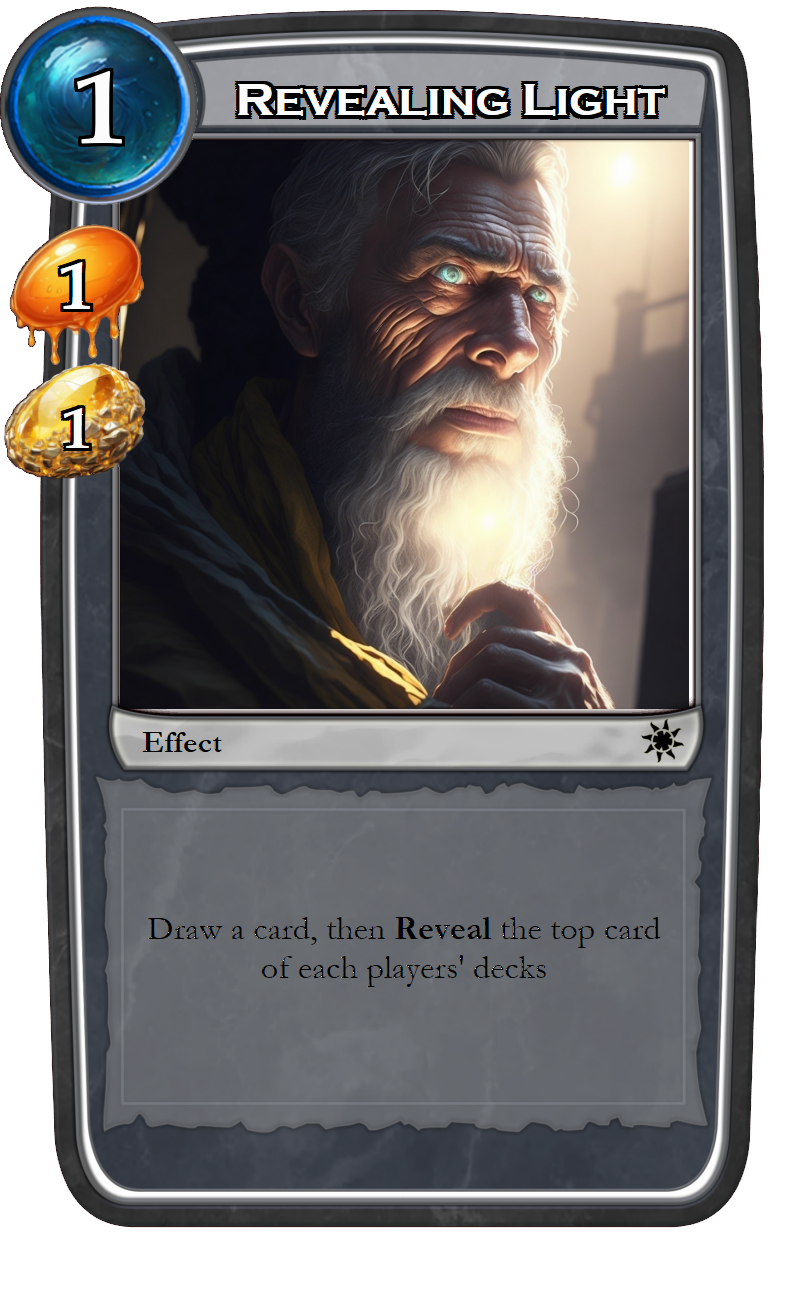 1
REVEALING LIGHT
1
1
Effect
Draw a card, then Reveal the top card
of each players' decks